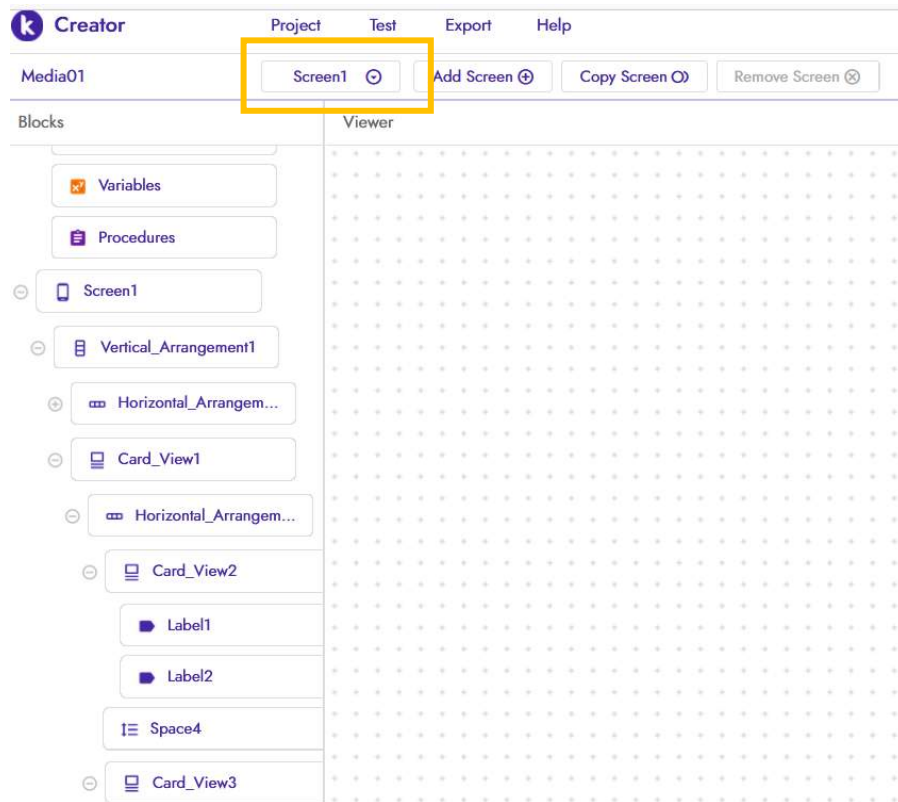 k Creator Project Test Export Help
Media01 Screen1 Add Screen Copy Screen Remove Screen
Blocks Viewer
Variables
Procedures
Screen1
Vertical_Arrangement1
Horizontal_Arrangem...
Card_View1
Horizontal_Arrangem...
Card_View2
Label1
Label2
Space4
Card_View3